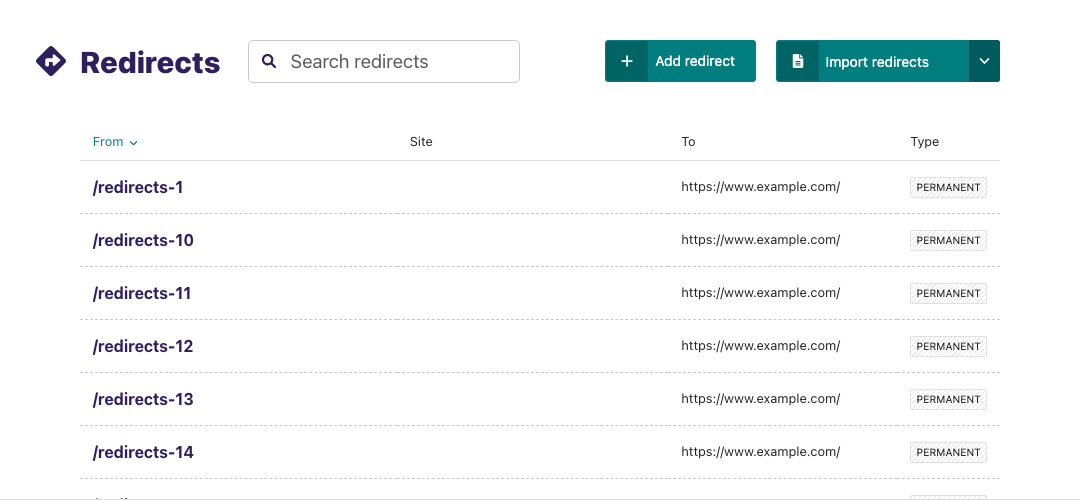 Redirects
Search redirects
Add redirect
Import redirects
From Site To Type
/redirects-1 https://www.example.com/ PERMANENT
/redirects-10 https://www.example.com/ PERMANENT
/redirects-11 https://www.example.com/ PERMANENT
/redirects-12 https://www.example.com/ PERMANENT
/redirects-13 https://www.example.com/ PERMANENT
/redirects-14 https://www.example.com/ PERMANENT